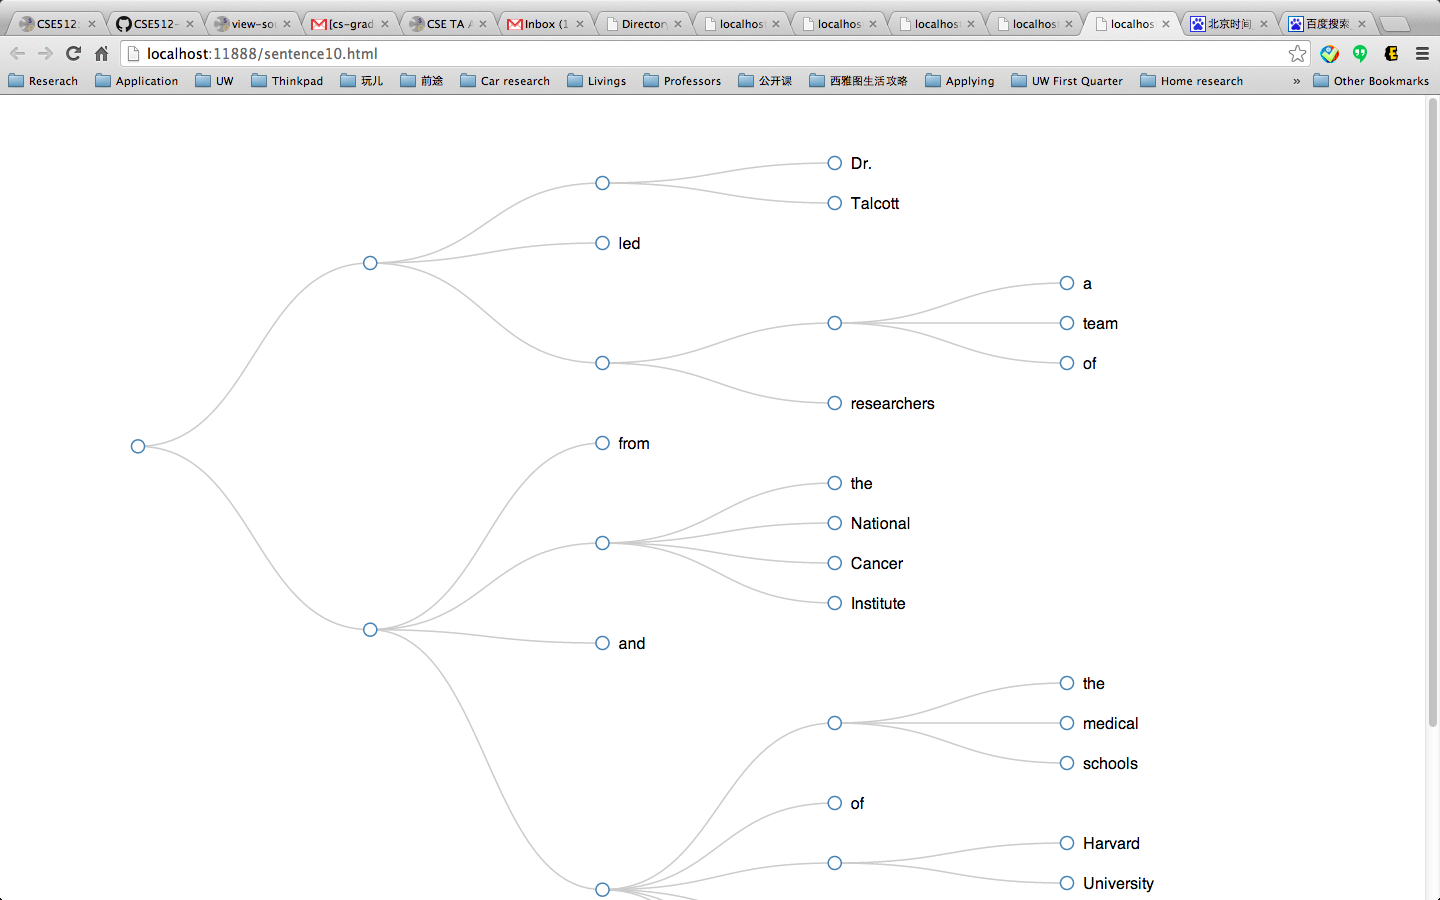 CSE512:
CSE512-
view-sou
[cs-grad
CSE TA A
Inbox (1
Director
localhos
localhos
localhos
localhos
localhos
北京时间
百度搜索
localhost:11888/sentence10.html
Reserach
Application
UW
Thinkpad
玩儿
前途
Car research
Livings
Professors
公开课
西雅图生活攻略
Applying
UW First Quarter
Home research
»
Other Bookmarks
Dr.
Talcott
led
a
team
of
researchers
from
the
National
Cancer
Institute
and
the
medical
schools
of
Harvard
University